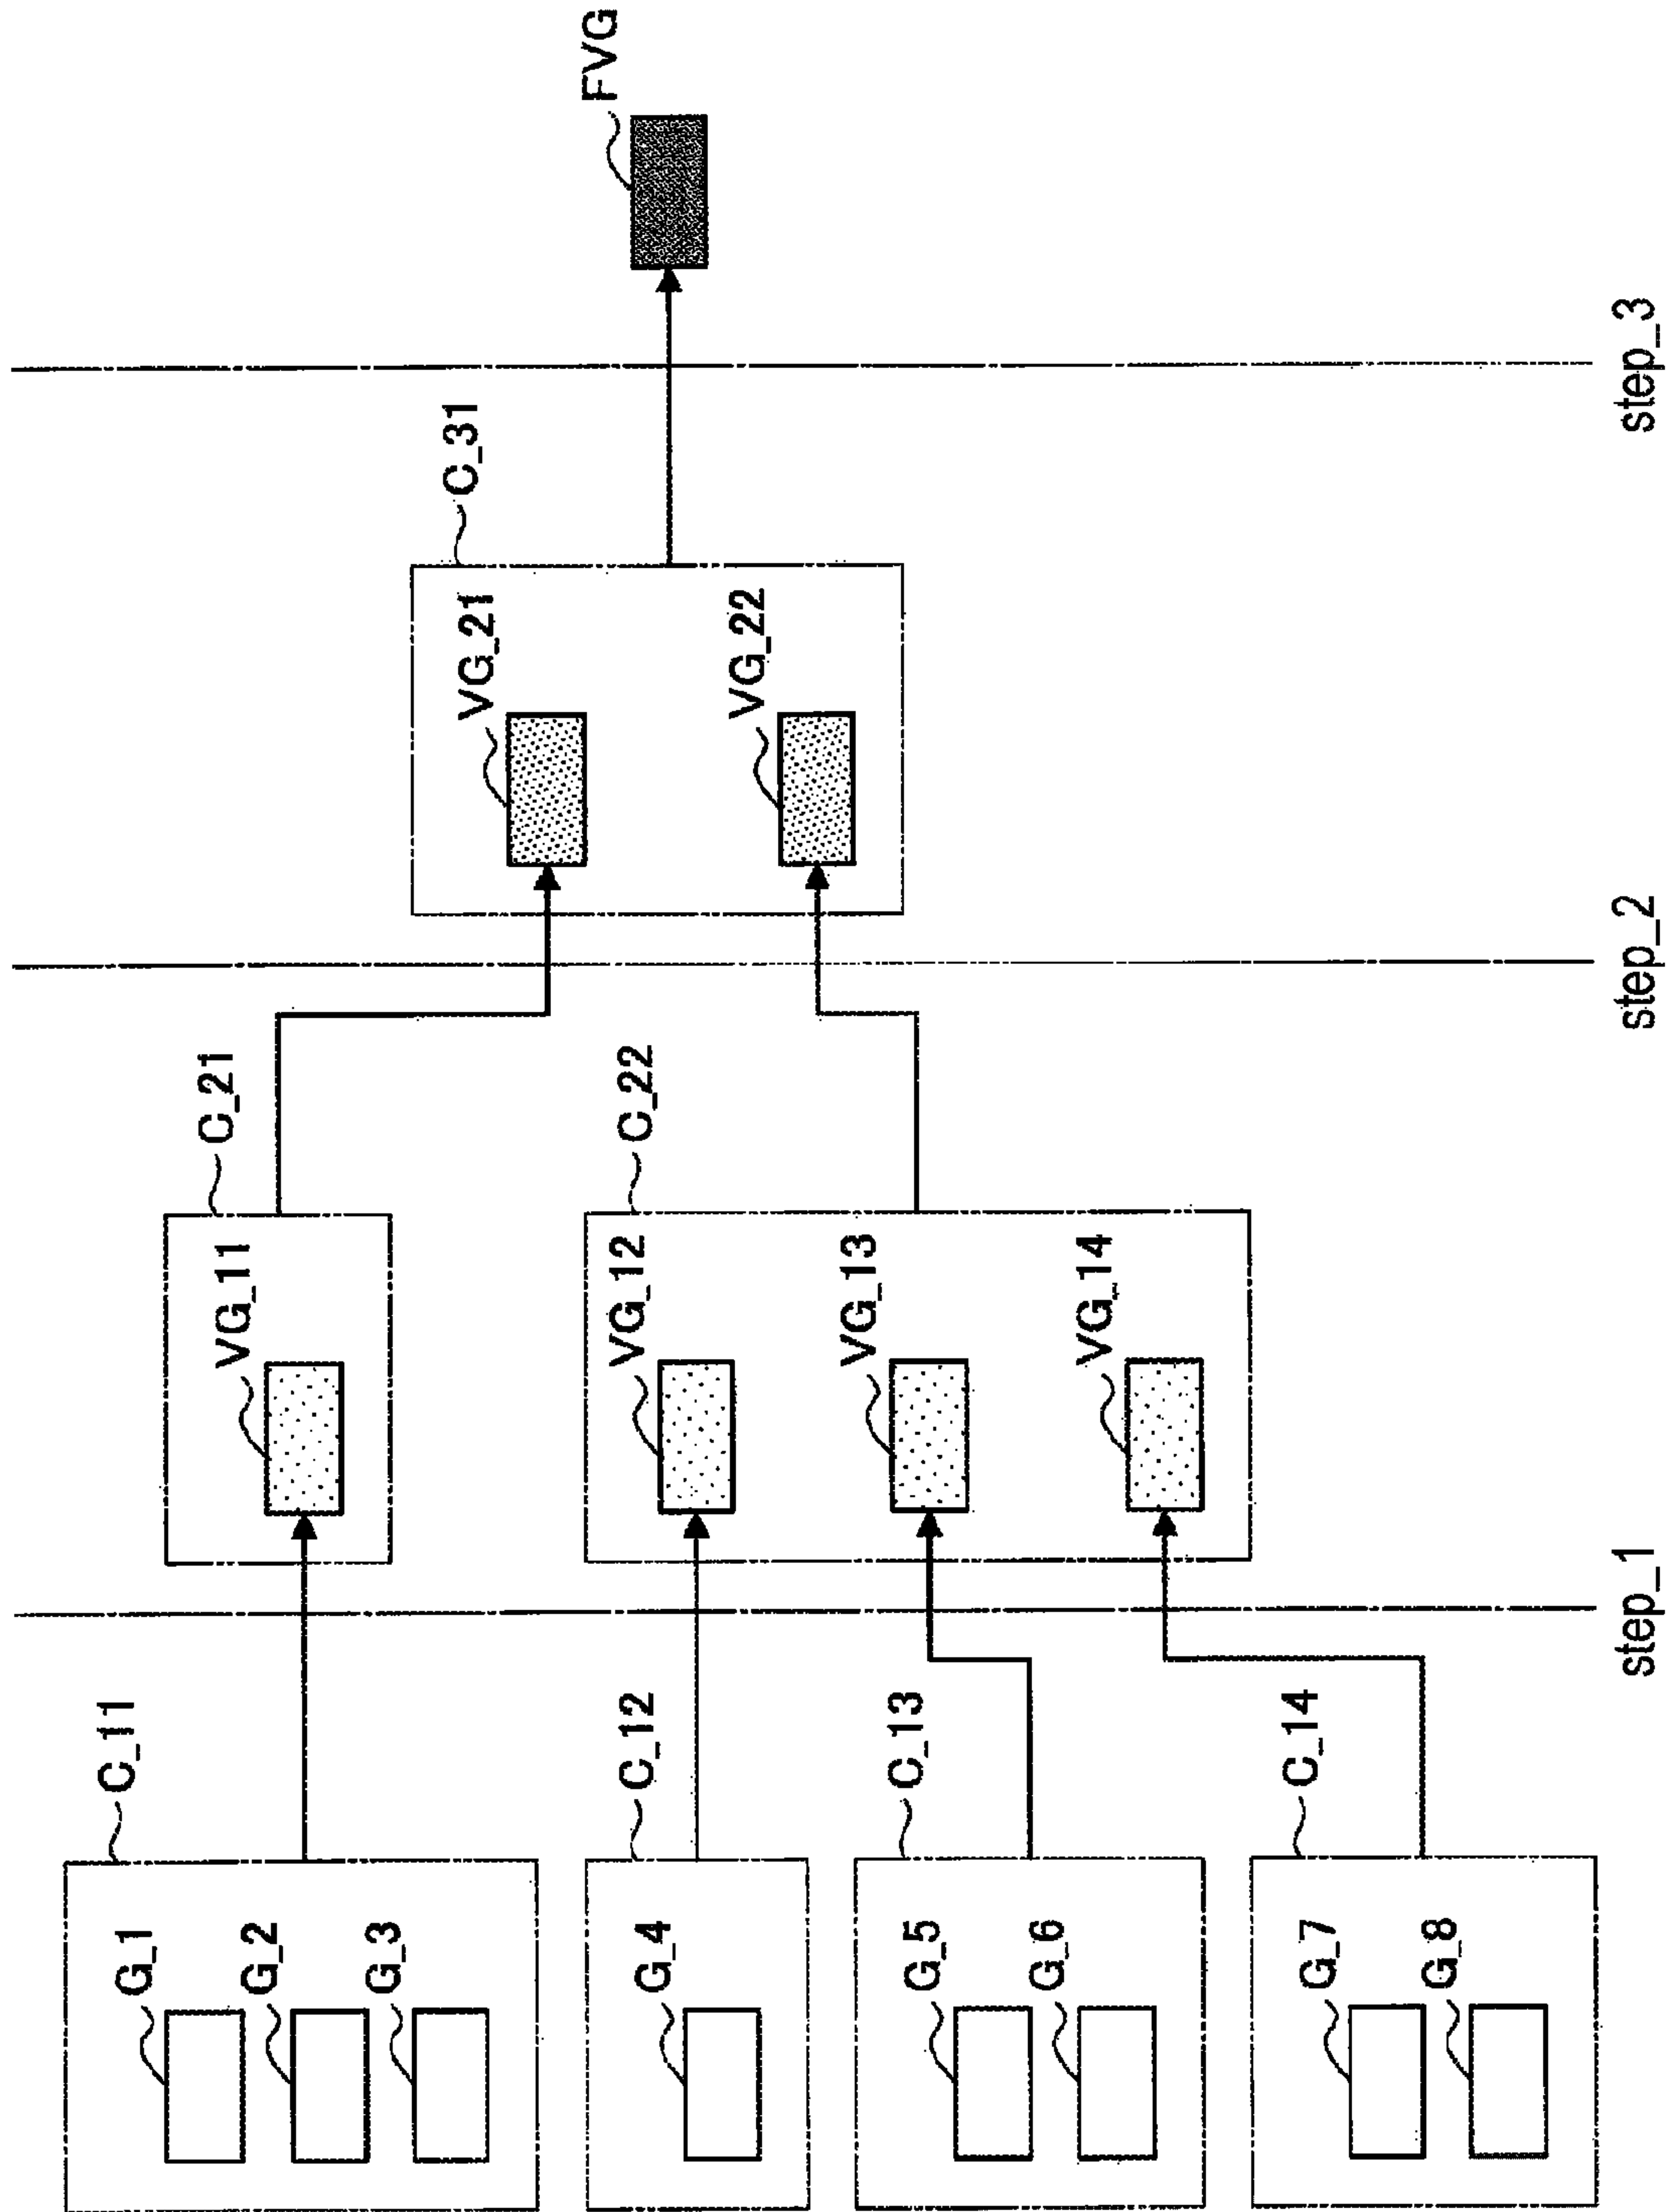 C_11
G_1
G_2
G_3
C_12
G_4
C_13
G_5
G_6
C_14
G_7
G_8
step_1
C_21
VG_11
C_22
VG_12
VG_13
VG_14
step_2
C_31
VG_21
VG_22
step_3
FVG